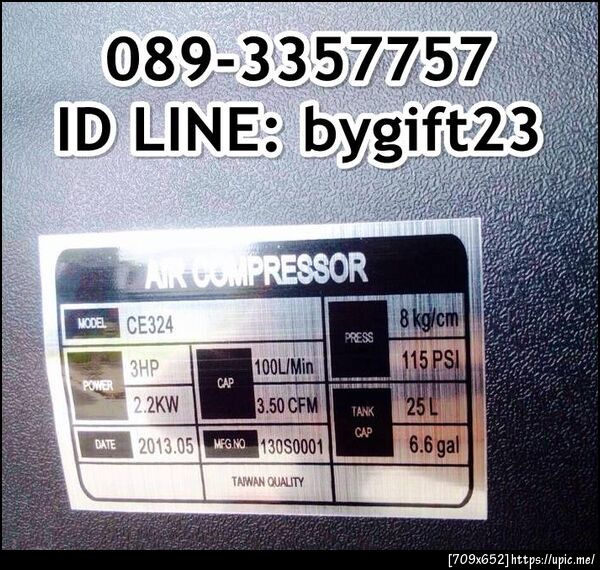 089-3357757
ID LINE: bygift23
AIR COMPRESSOR
MODEL CE324
POWER 3HP
2.2KW
CAP 100L/Min
3.50 CFM
PRESS 8 kg/cm
115 PSI
TANK CAP 25 L
6.6 gal
DATE 2013.05 MFG.NO 130S0001
TAIWAN QUALITY
[709x652]https://upic.me/